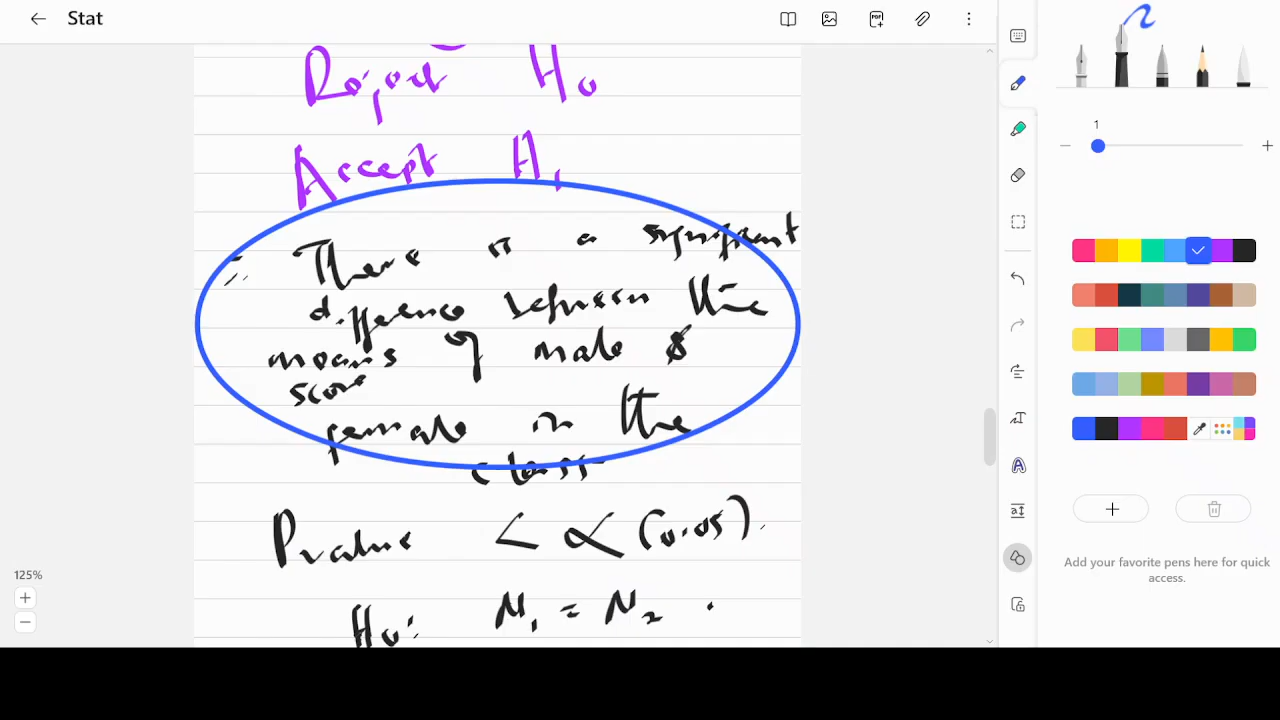 Stat
Reject H0
Accept H1
∴ There is a significant
difference between the
means of male &
score
female in the
class
Pvalue < α (0.05).
H0: μ1 = μ2
125%
1
Add your favorite pens here for quick
access.